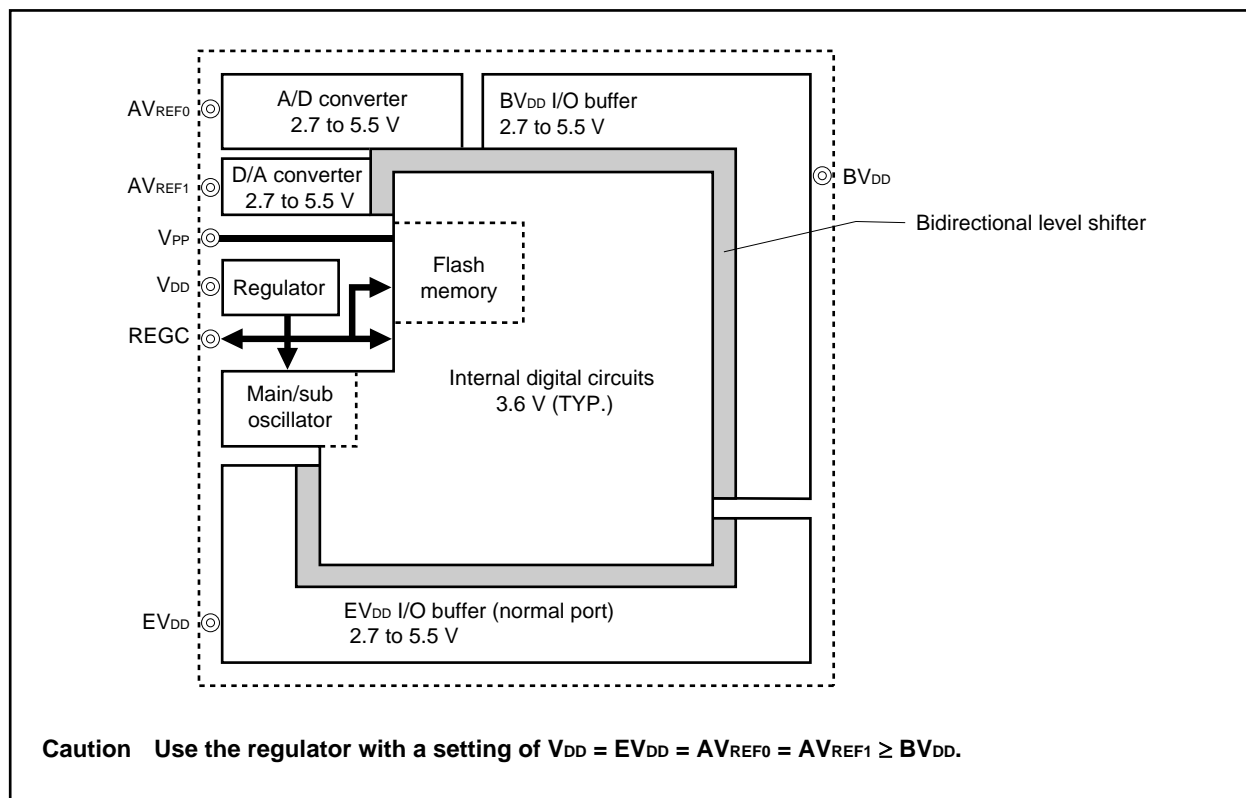 A/D converter
2.7 to 5.5 V
BVDD I/O buffer
2.7 to 5.5 V
AVREF0
D/A converter
2.7 to 5.5 V
AVREF1
BVDD
Bidirectional level shifter
VPP
Flash
memory
VDD
Regulator
REGC
Internal digital circuits
3.6 V (TYP.)
Main/sub
oscillator
EVDD I/O buffer (normal port)
2.7 to 5.5 V
EVDD
Caution Use the regulator with a setting of VDD = EVDD = AVREF0 = AVREF1 ≥ BVDD.